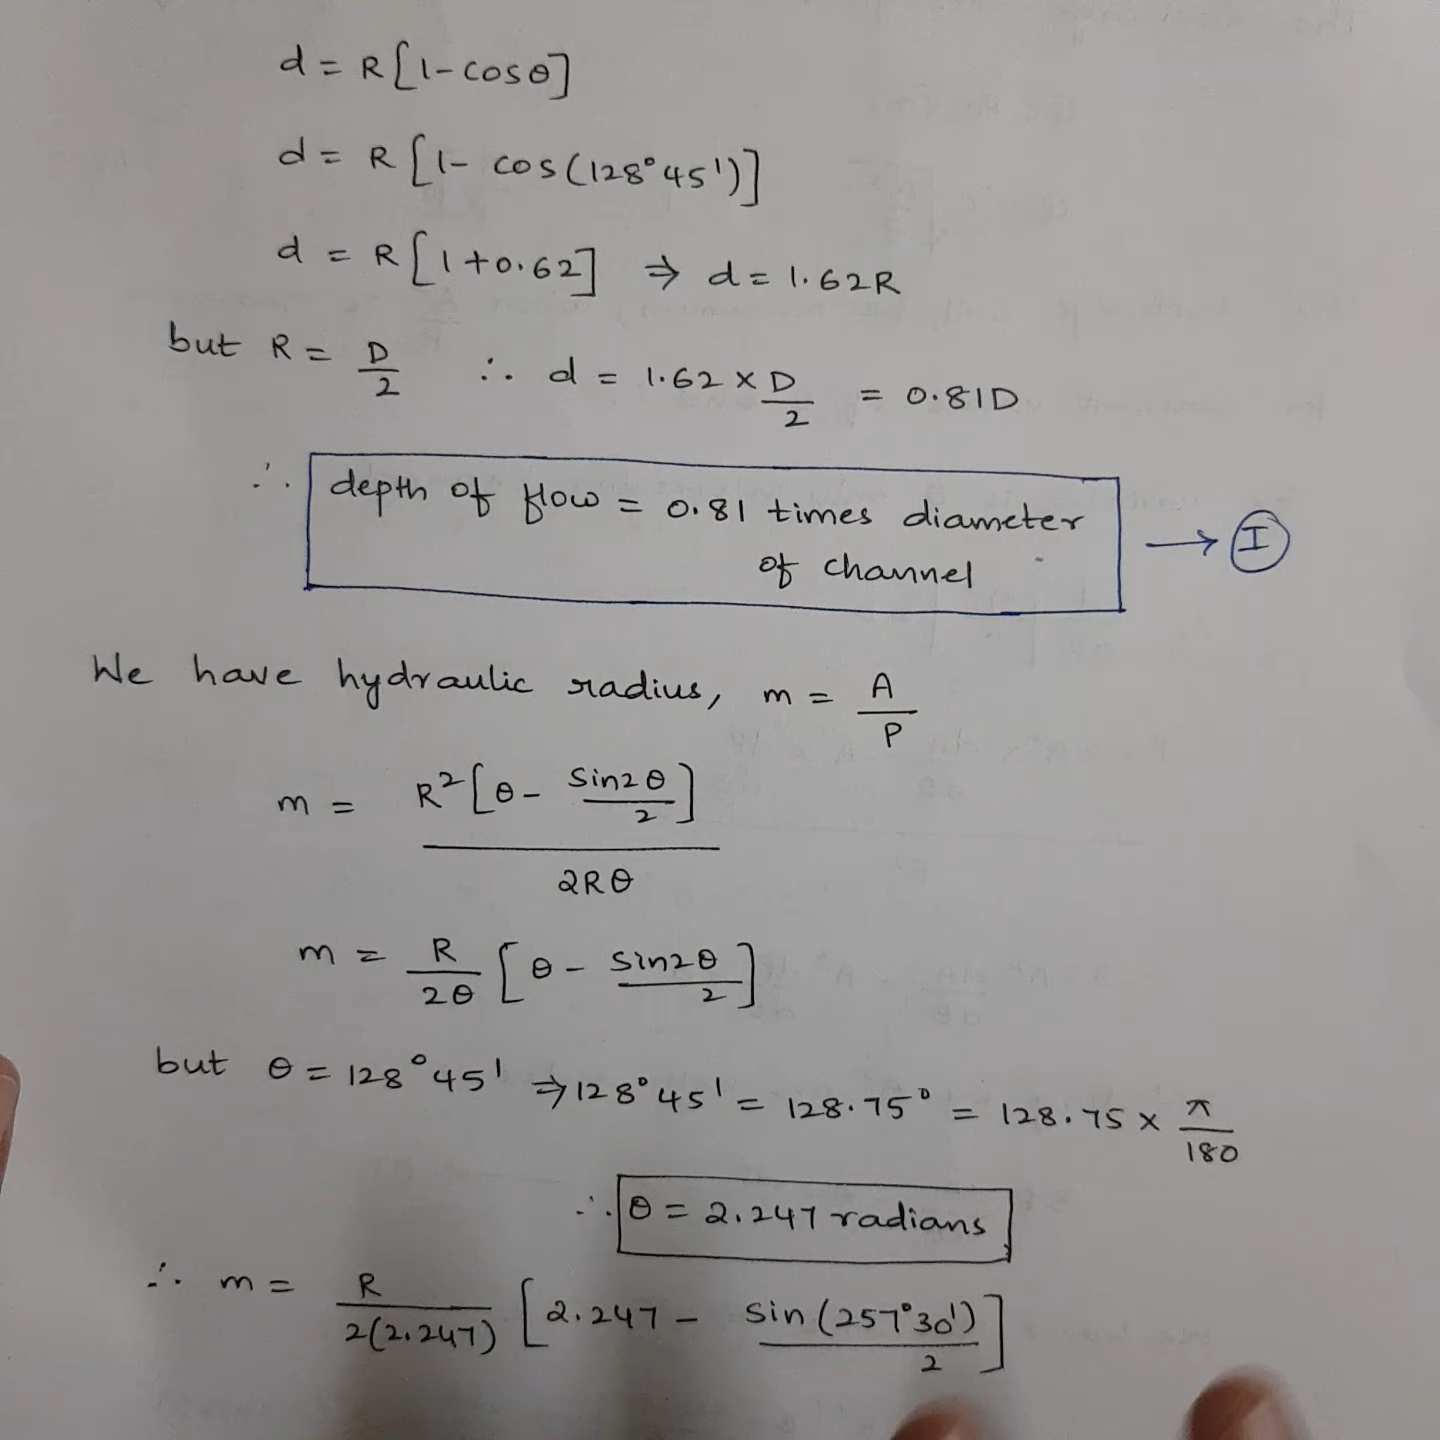 d = R[1-cosθ]
d = R[1- cos(128°45')]
d = R[1+0.62] ⇒ d = 1.62R
but R = D/2 ∴ d = 1.62 × D/2 = 0.81D
∴ depth of flow = 0.81 times diameter of channel → I
We have hydraulic radius, m = A/P
m = R²[θ - sin2θ/2] / 2Rθ
m = R/2θ [θ - sin2θ/2]
but θ = 128°45' ⇒ 128°45' = 128.75° = 128.75 × π/180
∴ θ = 2.247 radians
∴ m = R/2(2.247) [2.247 - sin(257°30')/2]